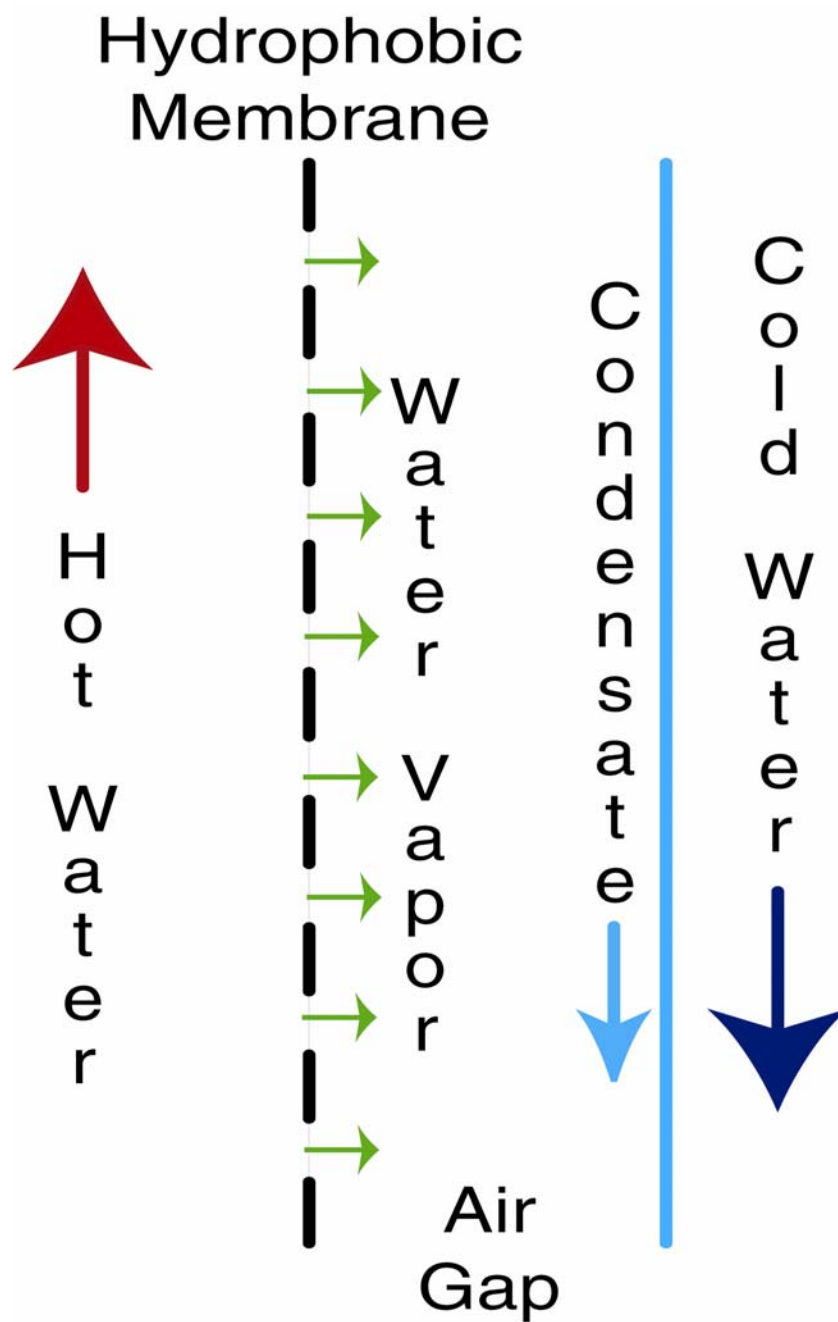 Hydrophobic
Membrane
Hot Water
Water Vapor
Condensate
Cold Water
Air
Gap